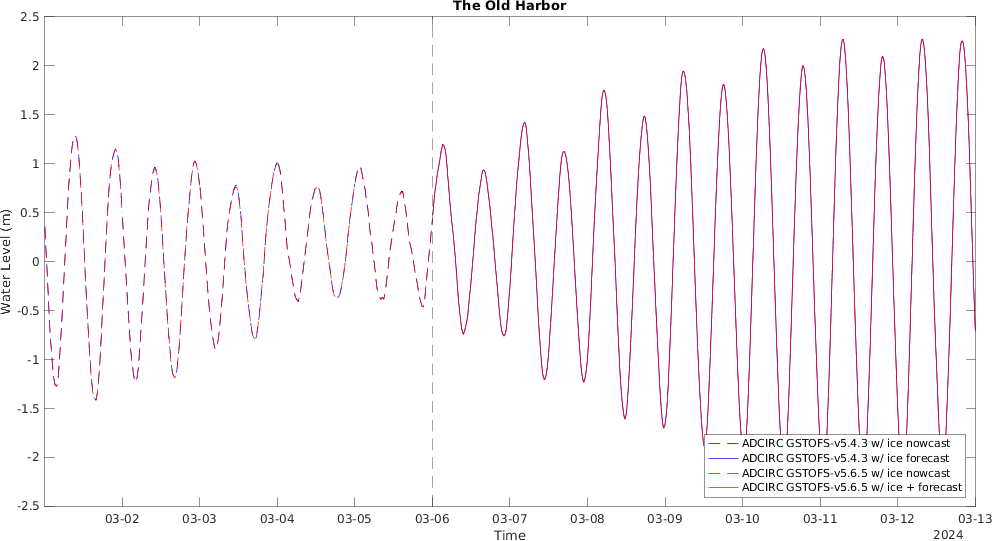 The Old Harbor
2.5
2
1.5
1
0.5
0
-0.5
-1
-1.5
-2
-2.5
Water Level (m)
ADCIRC GSTOFS-v5.4.3 w/ ice nowcast
ADCIRC GSTOFS-v5.4.3 w/ ice forecast
ADCIRC GSTOFS-v5.6.5 w/ ice nowcast
ADCIRC GSTOFS-v5.6.5 w/ ice + forecast
03-02 03-03 03-04 03-05 03-06 03-07 03-08 03-09 03-10 03-11 03-12 03-13
Time
2024